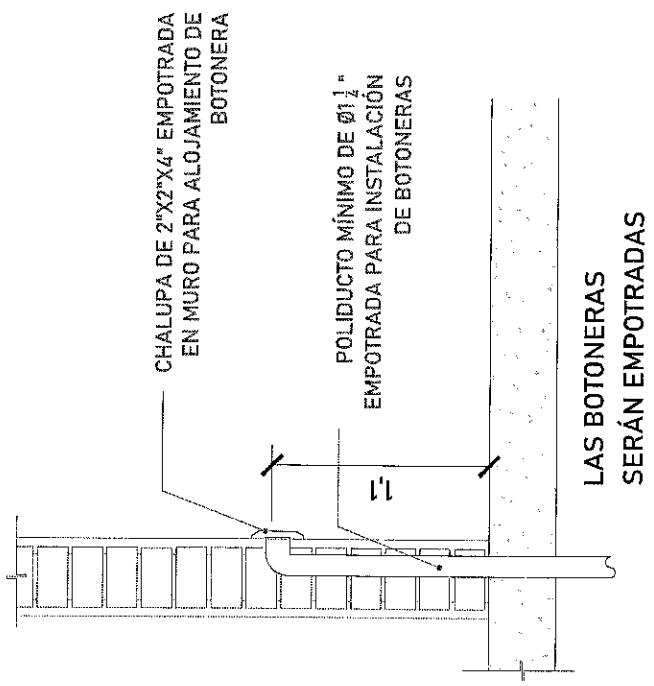 CHALUPA DE 2"X2"X4" EMPOTRADA
EN MURO PARA ALOJAMIENTO DE
BOTONERA
POLIDUCTO MÍNIMO DE Ø1 1/4"
EMPOTRADA PARA INSTALACIÓN
DE BOTONERAS
1,1
LAS BOTONERAS
SERÁN EMPOTRADAS